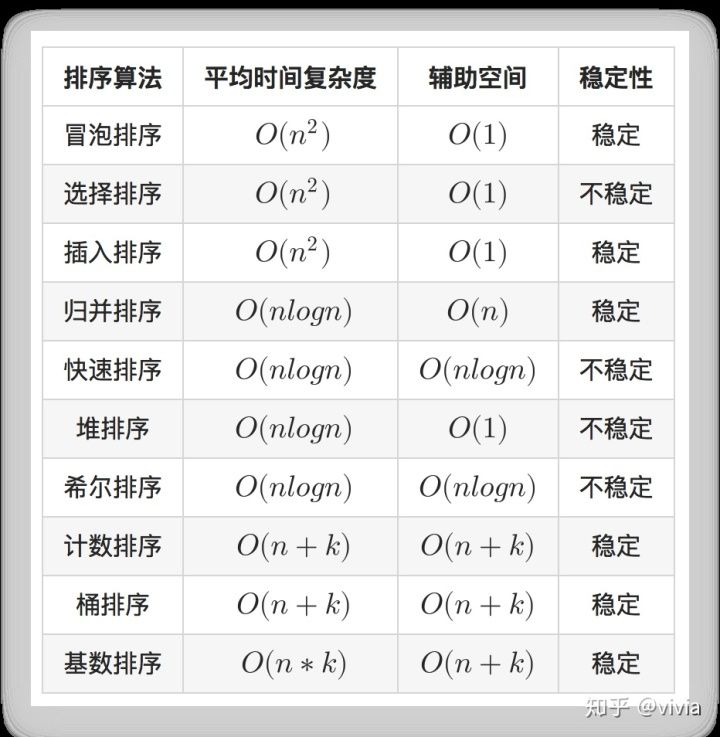 排序算法 平均时间复杂度 辅助空间 稳定性
冒泡排序 O(n²) O(1) 稳定
选择排序 O(n²) O(1) 不稳定
插入排序 O(n²) O(1) 稳定
归并排序 O(nlogn) O(n) 稳定
快速排序 O(nlogn) O(nlogn) 不稳定
堆排序 O(nlogn) O(1) 不稳定
希尔排序 O(nlogn) O(nlogn) 不稳定
计数排序 O(n + k) O(n + k) 稳定
桶排序 O(n + k) O(n + k) 稳定
基数排序 O(n * k) O(n + k) 稳定
知乎 @vivia